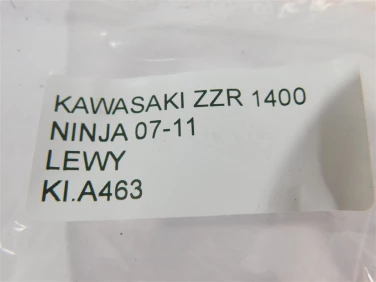 KAWASAKI ZZR 1400
NINJA 07-11
LEWY
KI.A463